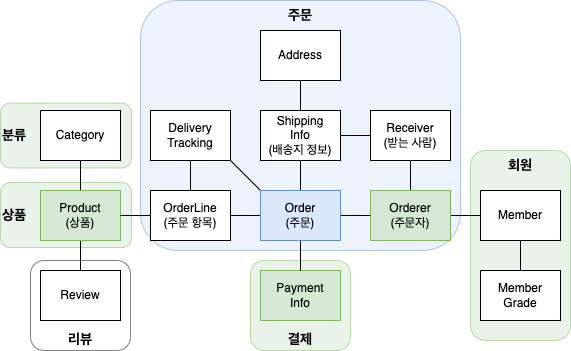 주문
Address
분류
Category
Delivery
Tracking
Shipping
Info
(배송지 정보)
Receiver
(받는 사람)
회원
상품
Product
(상품)
OrderLine
(주문 항목)
Order
(주문)
Orderer
(주문자)
Member
Review
리뷰
Payment
Info
결제
Member
Grade